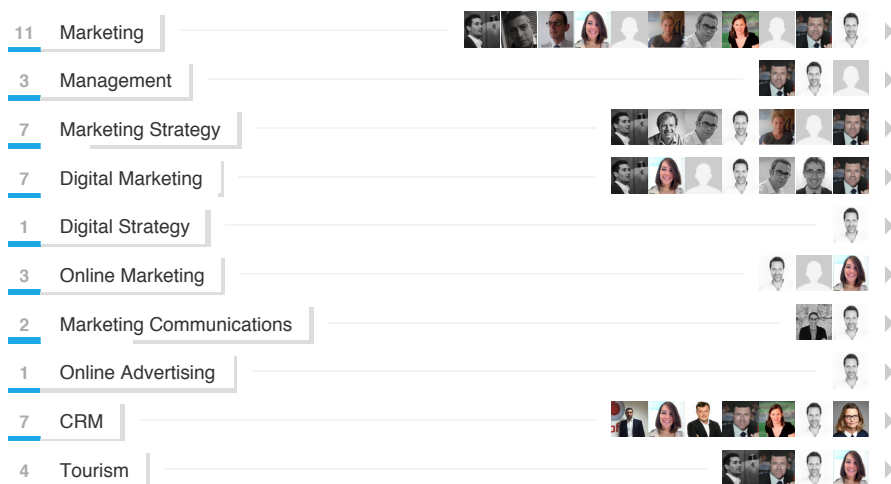 11 Marketing
3 Management
7 Marketing Strategy
7 Digital Marketing
1 Digital Strategy
3 Online Marketing
2 Marketing Communications
1 Online Advertising
7 CRM
4 Tourism